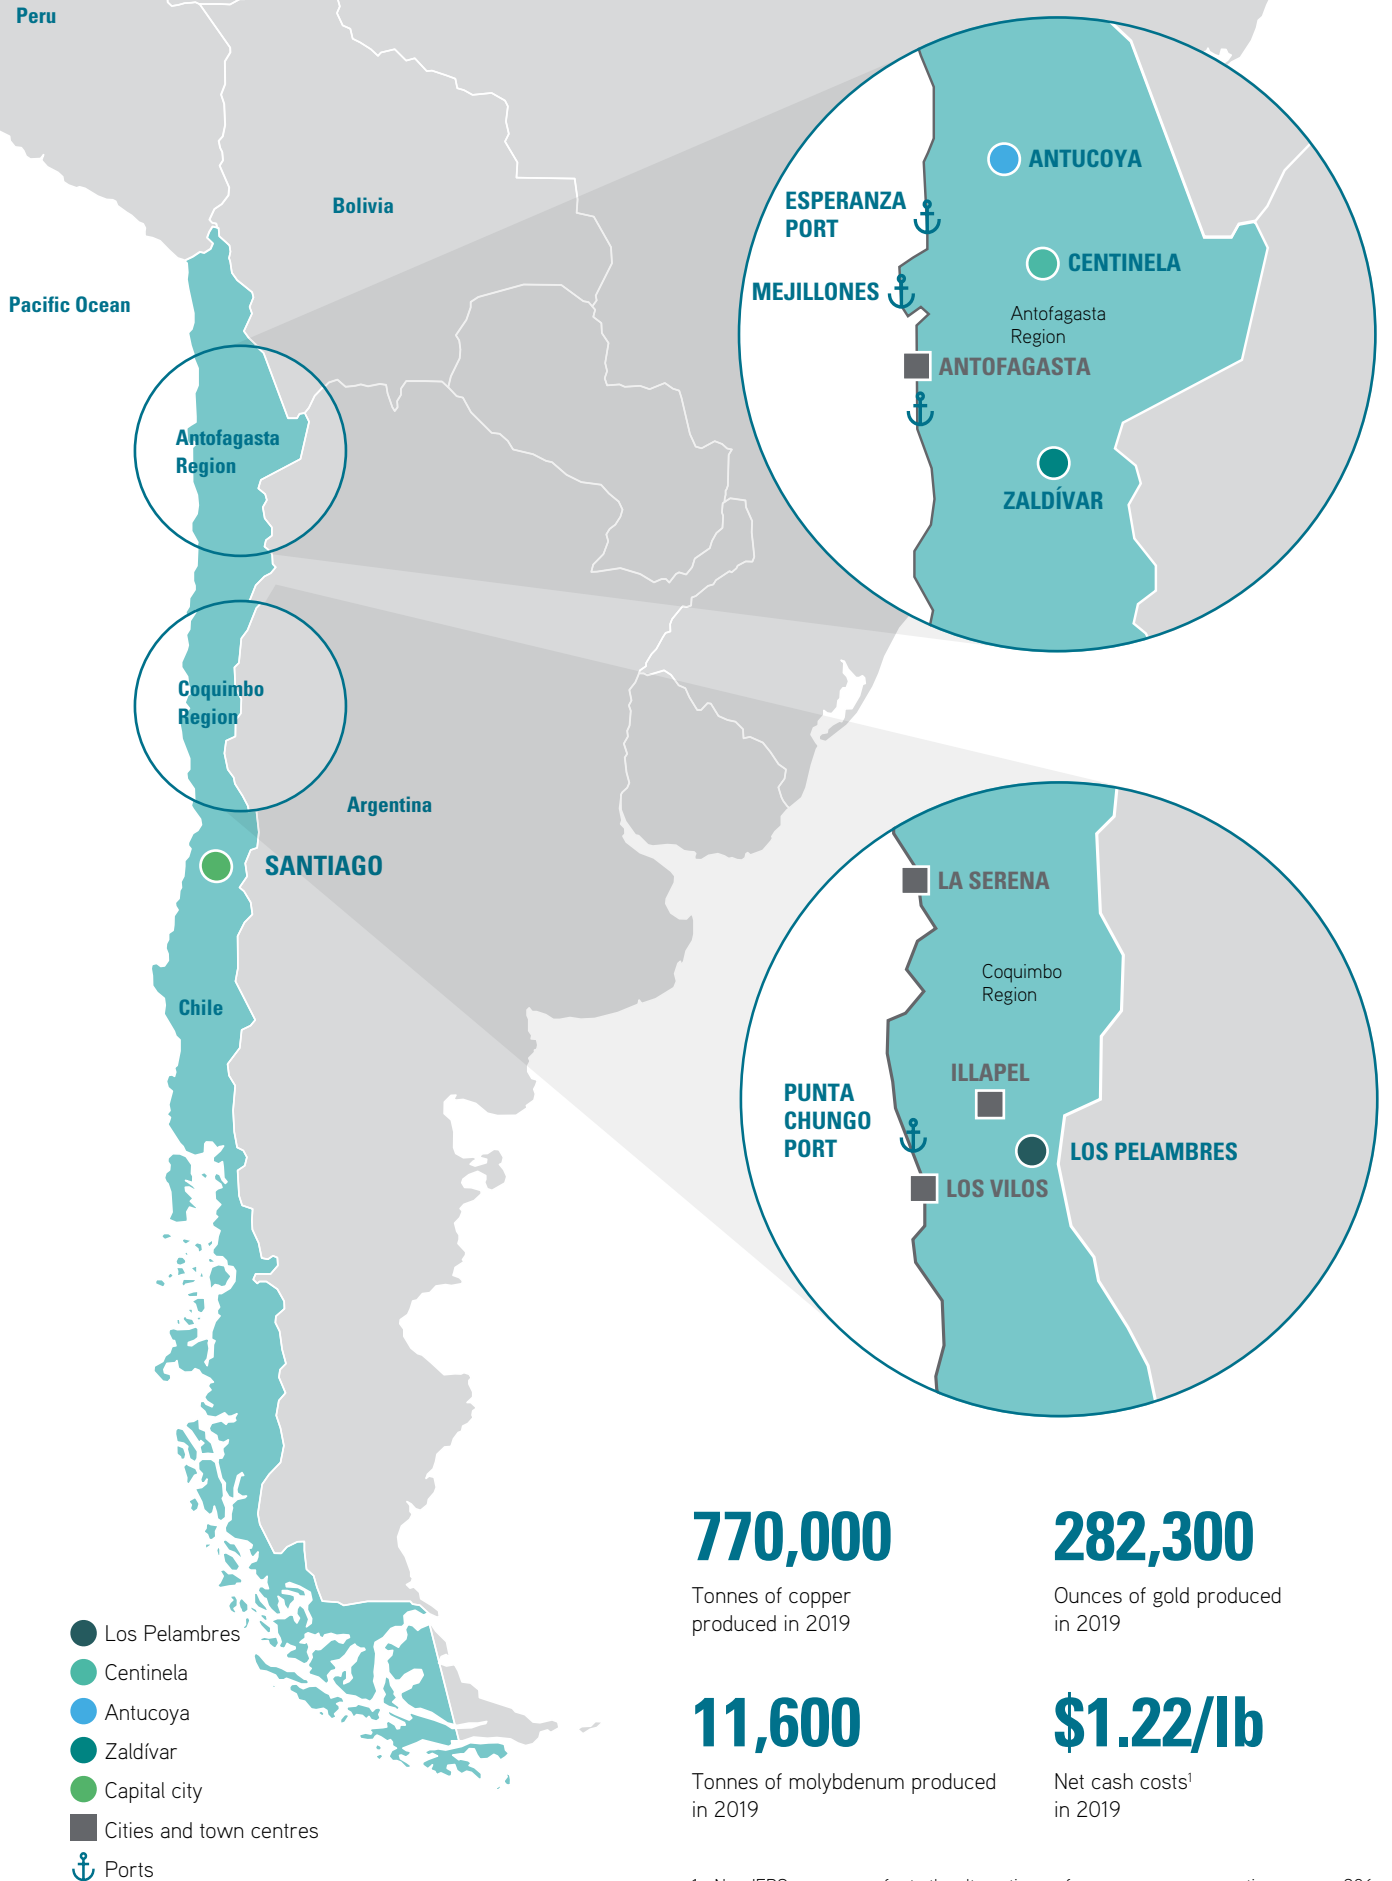 Peru
Bolivia
Pacific Ocean
Antofagasta
Region
Coquimbo
Region
Argentina
SANTIAGO
Chile
ANTUCOYA
ESPERANZA
PORT
CENTINELA
MEJILLONES
Antofagasta
Region
ANTOFAGASTA
ZALDÍVAR
LA SERENA
Coquimbo
Region
ILLAPEL
PUNTA
CHUNGO
PORT
LOS PELAMBRES
LOS VILOS
770,000
Tonnes of copper
produced in 2019
282,300
Ounces of gold produced
in 2019
11,600
Tonnes of molybdenum produced
in 2019
$1.22/lb
Net cash costs¹
in 2019
Los Pelambres
Centinela
Antucoya
Zaldívar
Capital city
Cities and town centres
Ports